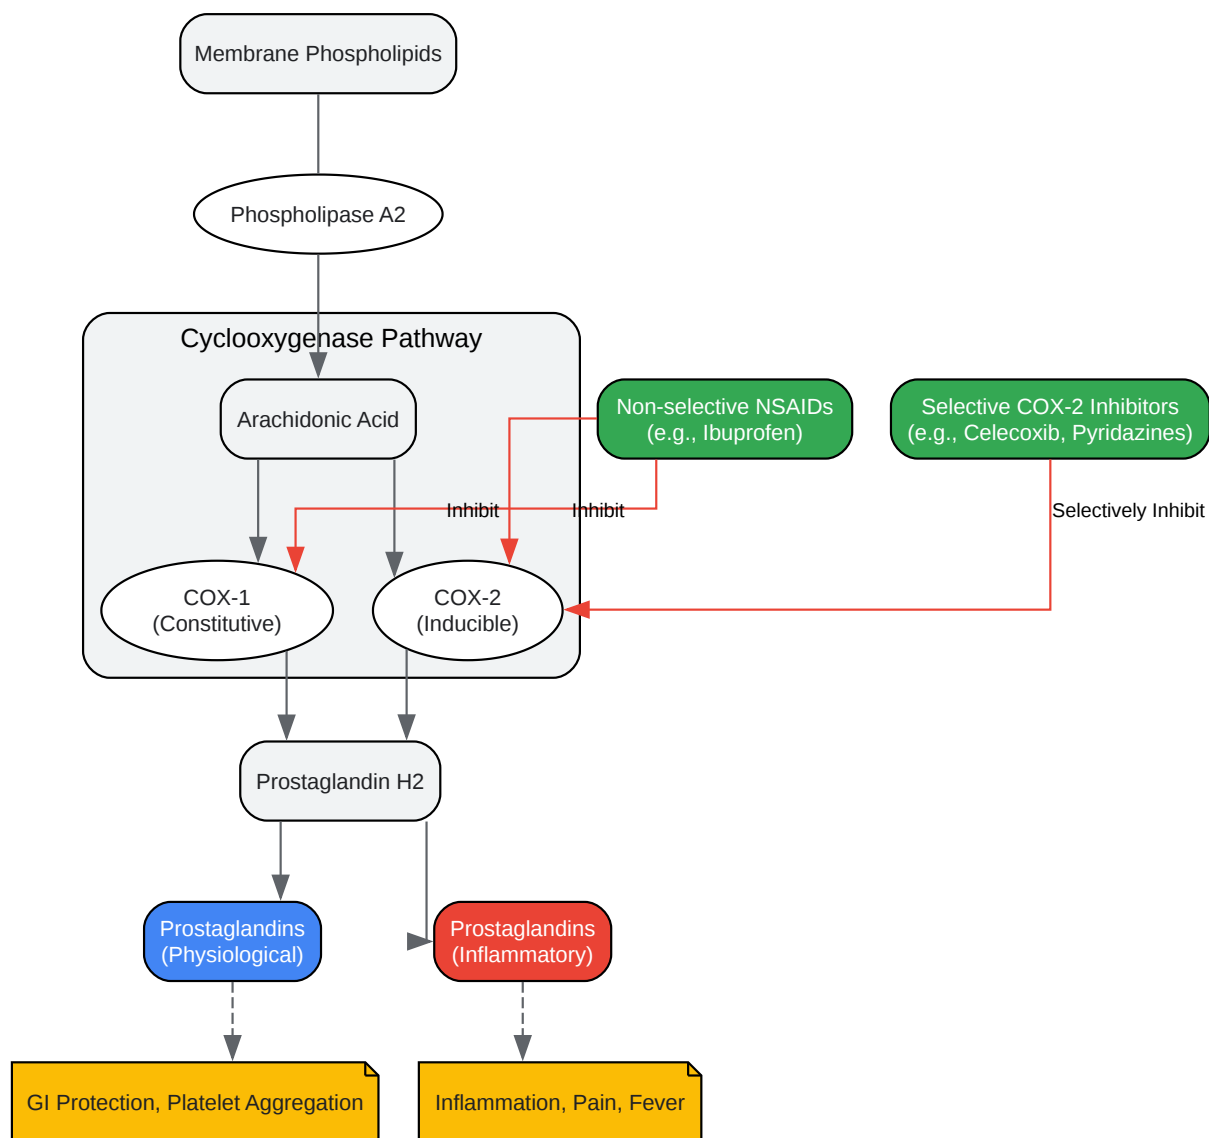 Membrane Phospholipids
Phospholipase A2
Cyclooxygenase Pathway
Arachidonic Acid
Non-selective NSAIDs
(e.g., Ibuprofen)
Selective COX-2 Inhibitors
(e.g., Celecoxib, Pyridazines)
Inhibit
Inhibit
Selectively Inhibit
COX-1
(Constitutive)
COX-2
(Inducible)
Prostaglandin H2
Prostaglandins
(Physiological)
Prostaglandins
(Inflammatory)
GI Protection, Platelet Aggregation
Inflammation, Pain, Fever